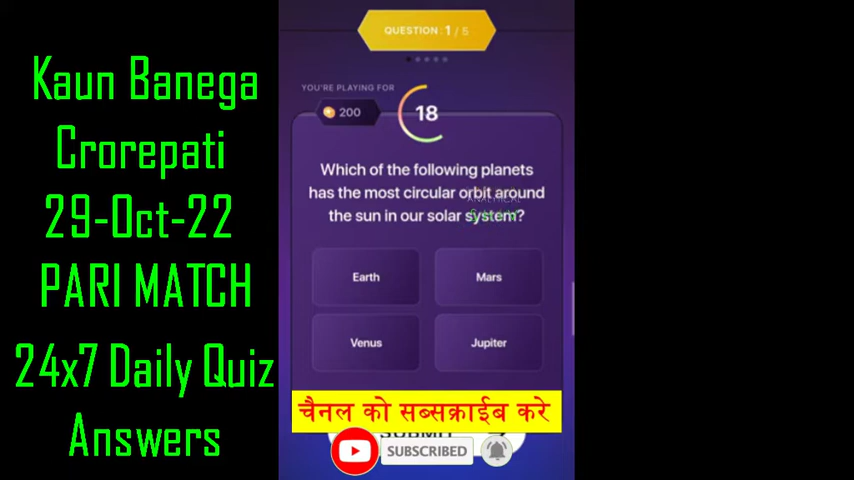 Kaun Banega
Crorepati
29-Oct-22
PARI MATCH
24x7 Daily Quiz
Answers
QUESTION : 1 / 5
YOU'RE PLAYING FOR
200
18
Which of the following planets
has the most circular orbit around
the sun in our solar system?
Earth
Mars
Venus
Jupiter
चैनल को सब्सक्राईब करे
SUBSCRIBED